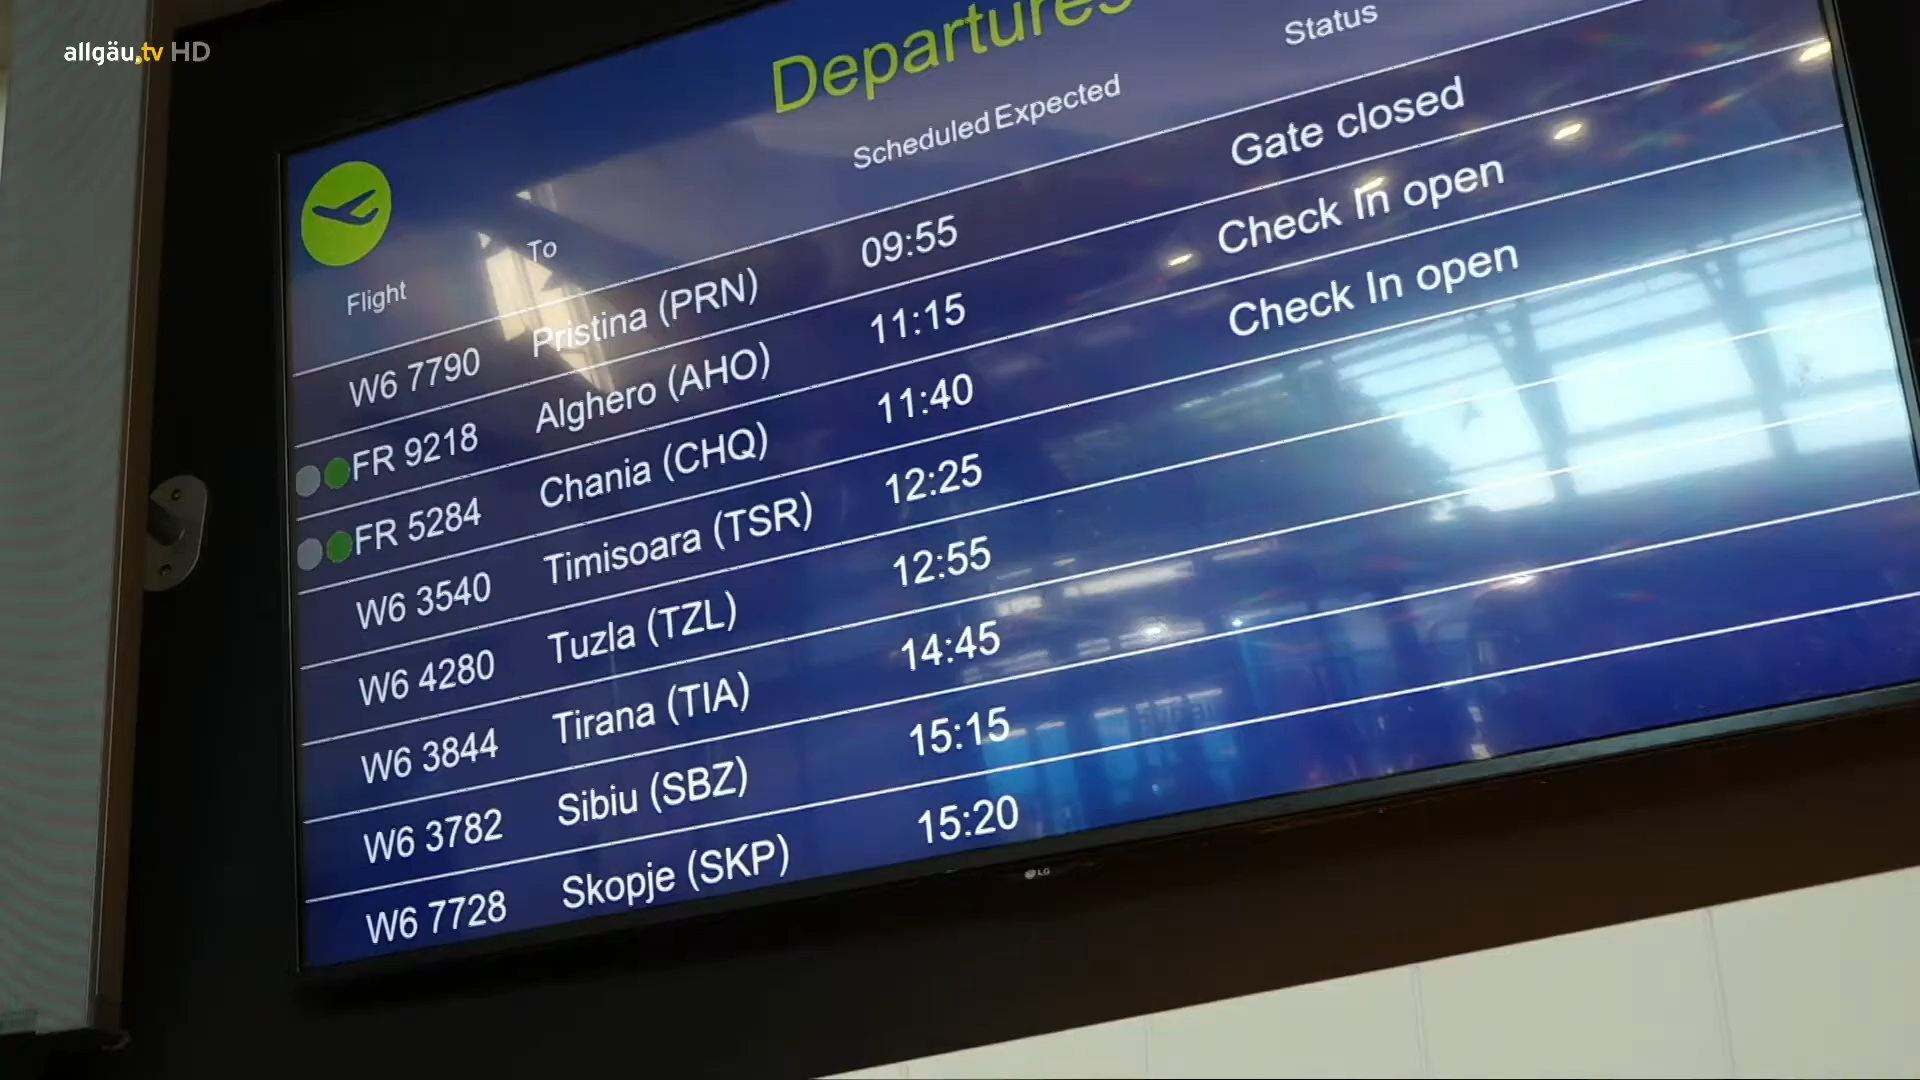 allgäu.tv HD
Departures
Flight To Scheduled Expected Status
W6 7790 Pristina (PRN) 09:55 Gate closed
FR 9218 Alghero (AHO) 11:15 Check In open
FR 5284 Chania (CHQ) 11:40 Check In open
W6 3540 Timisoara (TSR) 12:25
W6 4280 Tuzla (TZL) 12:55
W6 3844 Tirana (TIA) 14:45
W6 3782 Sibiu (SBZ) 15:15
W6 7728 Skopje (SKP) 15:20
LG